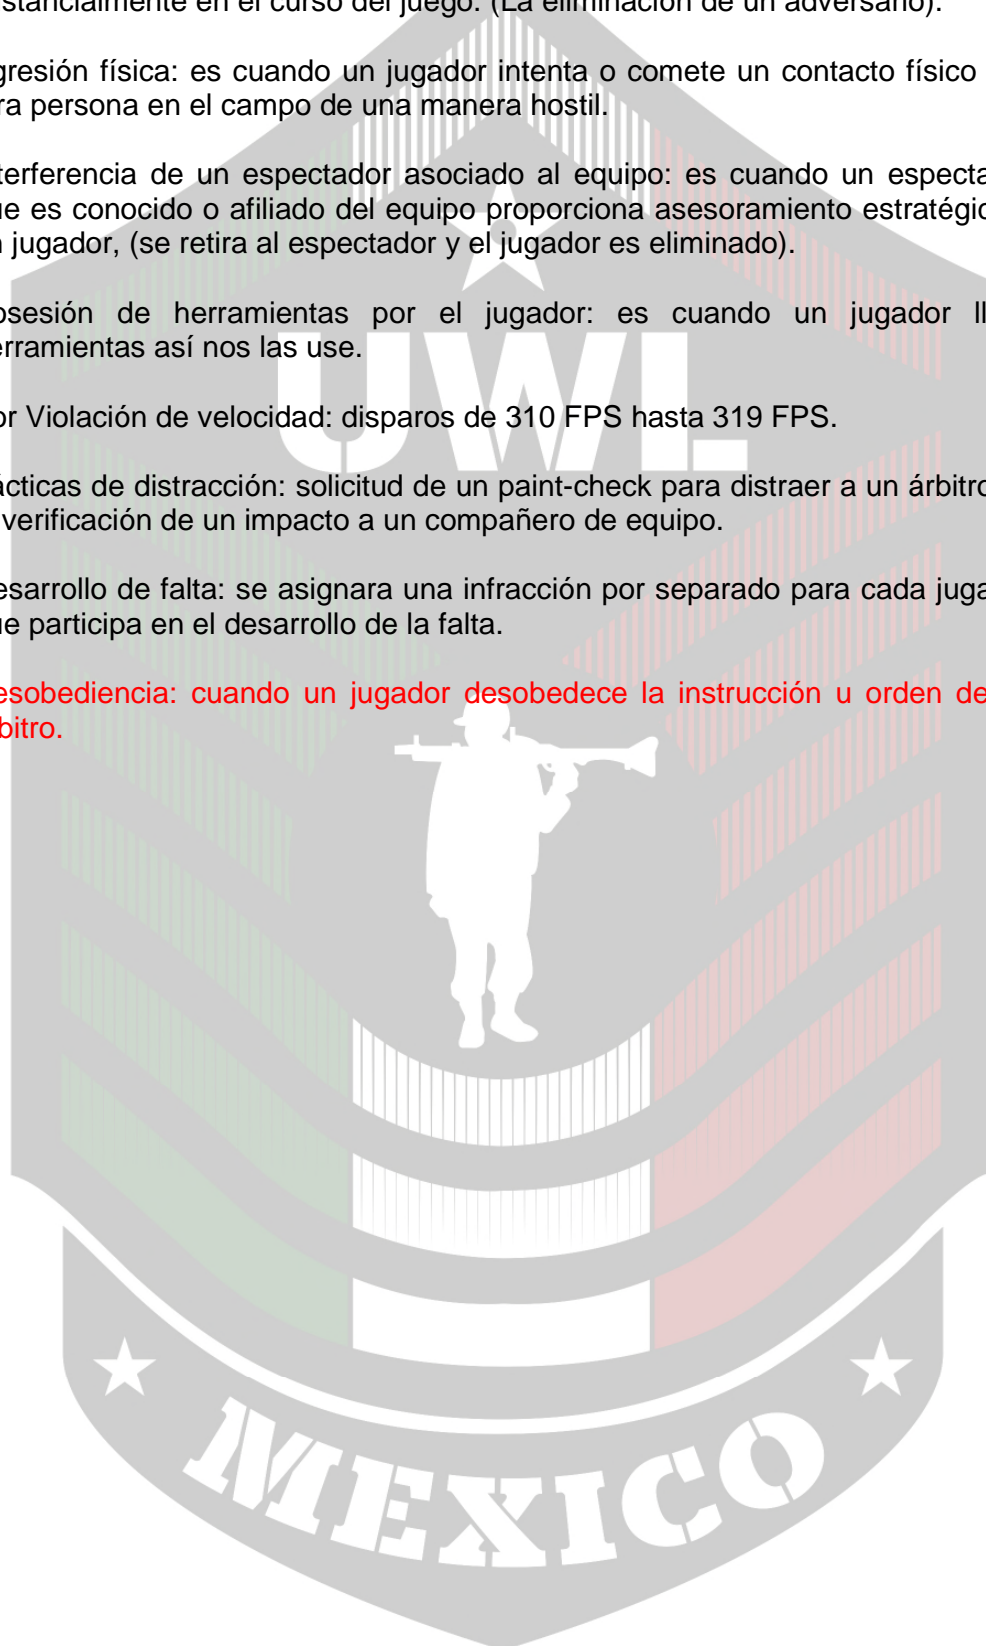 stancialmente en el curso del juego. (La eliminación de un adversario).
gresión física: es cuando un jugador intenta o comete un contacto físico
ra persona en el campo de una manera hostil.
terferencia de un espectador asociado al equipo: es cuando un especta
ue es conocido o afiliado del equipo proporciona asesoramiento estratégic
n jugador, (se retira al espectador y el jugador es eliminado).
osesión de herramientas por el jugador: es cuando un jugador ll
erramientas así nos las use.
or Violación de velocidad: disparos de 310 FPS hasta 319 FPS.
ácticas de distracción: solicitud de un paint-check para distraer a un árbitro
verificación de un impacto a un compañero de equipo.
esarrollo de falta: se asignara una infracción por separado para cada juga
ue participa en el desarrollo de la falta.
esobediencia: cuando un jugador desobedece la instrucción u orden de
bitro.
UWL
MEXICO